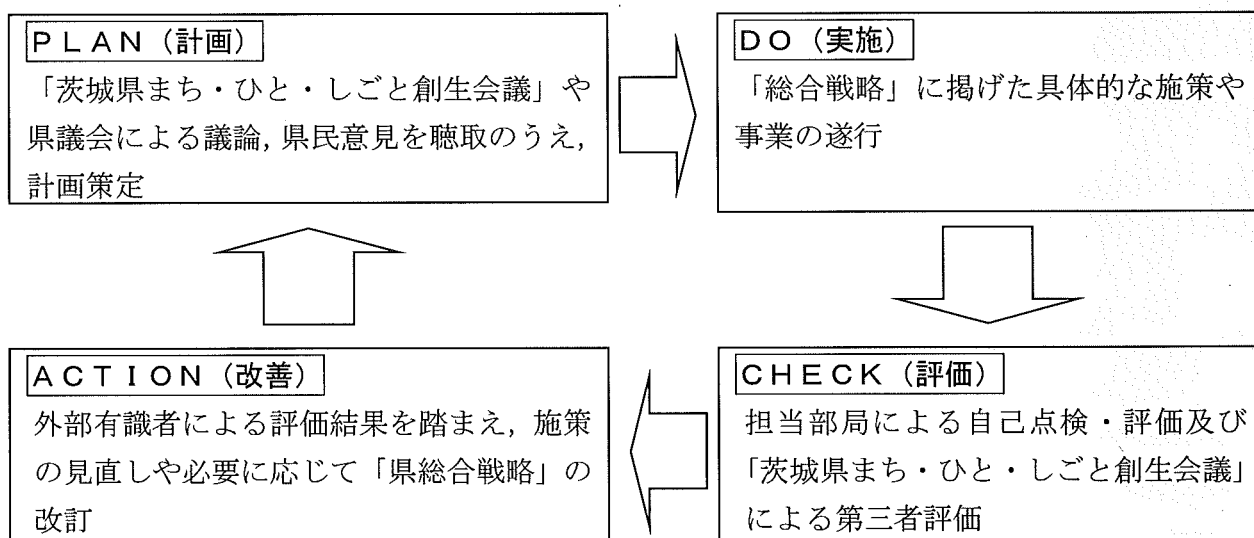 ＰＬＡＮ（計画）
「茨城県まち・ひと・しごと創生会議」や
県議会による議論，県民意見を聴取のうえ，
計画策定
ＤＯ（実施）
「総合戦略」に掲げた具体的な施策や
事業の遂行
ＣＨＥＣＫ（評価）
担当部局による自己点検・評価及び
「茨城県まち・ひと・しごと創生会議」
による第三者評価
ＡＣＴＩＯＮ（改善）
外部有識者による評価結果を踏まえ，施策
の見直しや必要に応じて「県総合戦略」の
改訂